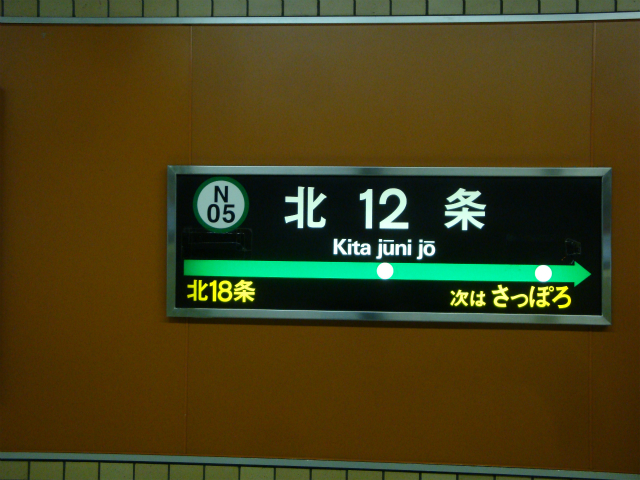 N
05
北 12 条
Kita jūni jō
北18条
次は さっぽろ